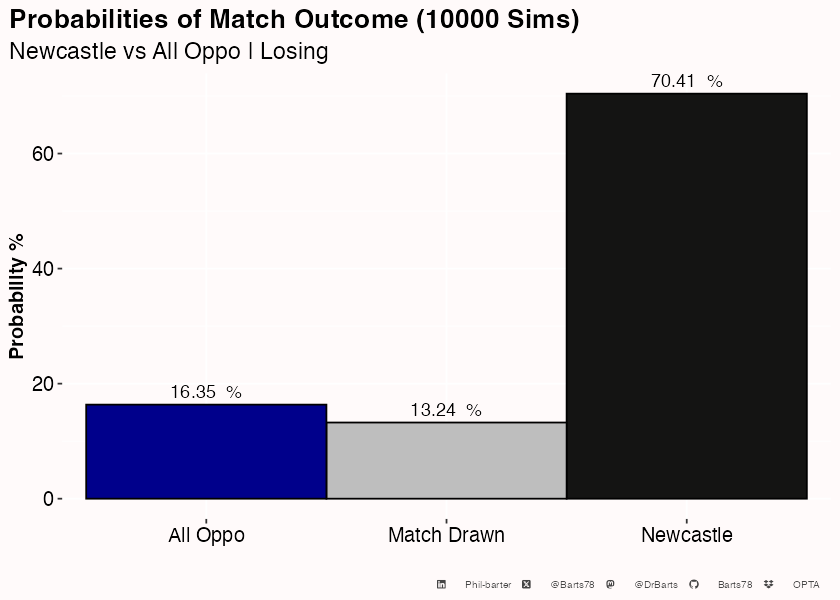 Probabilities of Match Outcome (10000 Sims)
Newcastle vs All Oppo | Losing
70.41 %
60
Probability %
40
20
16.35 %
13.24 %
0
All Oppo
Match Drawn
Newcastle
Phil-barter @Barts78 @DrBarts Barts78 OPTA